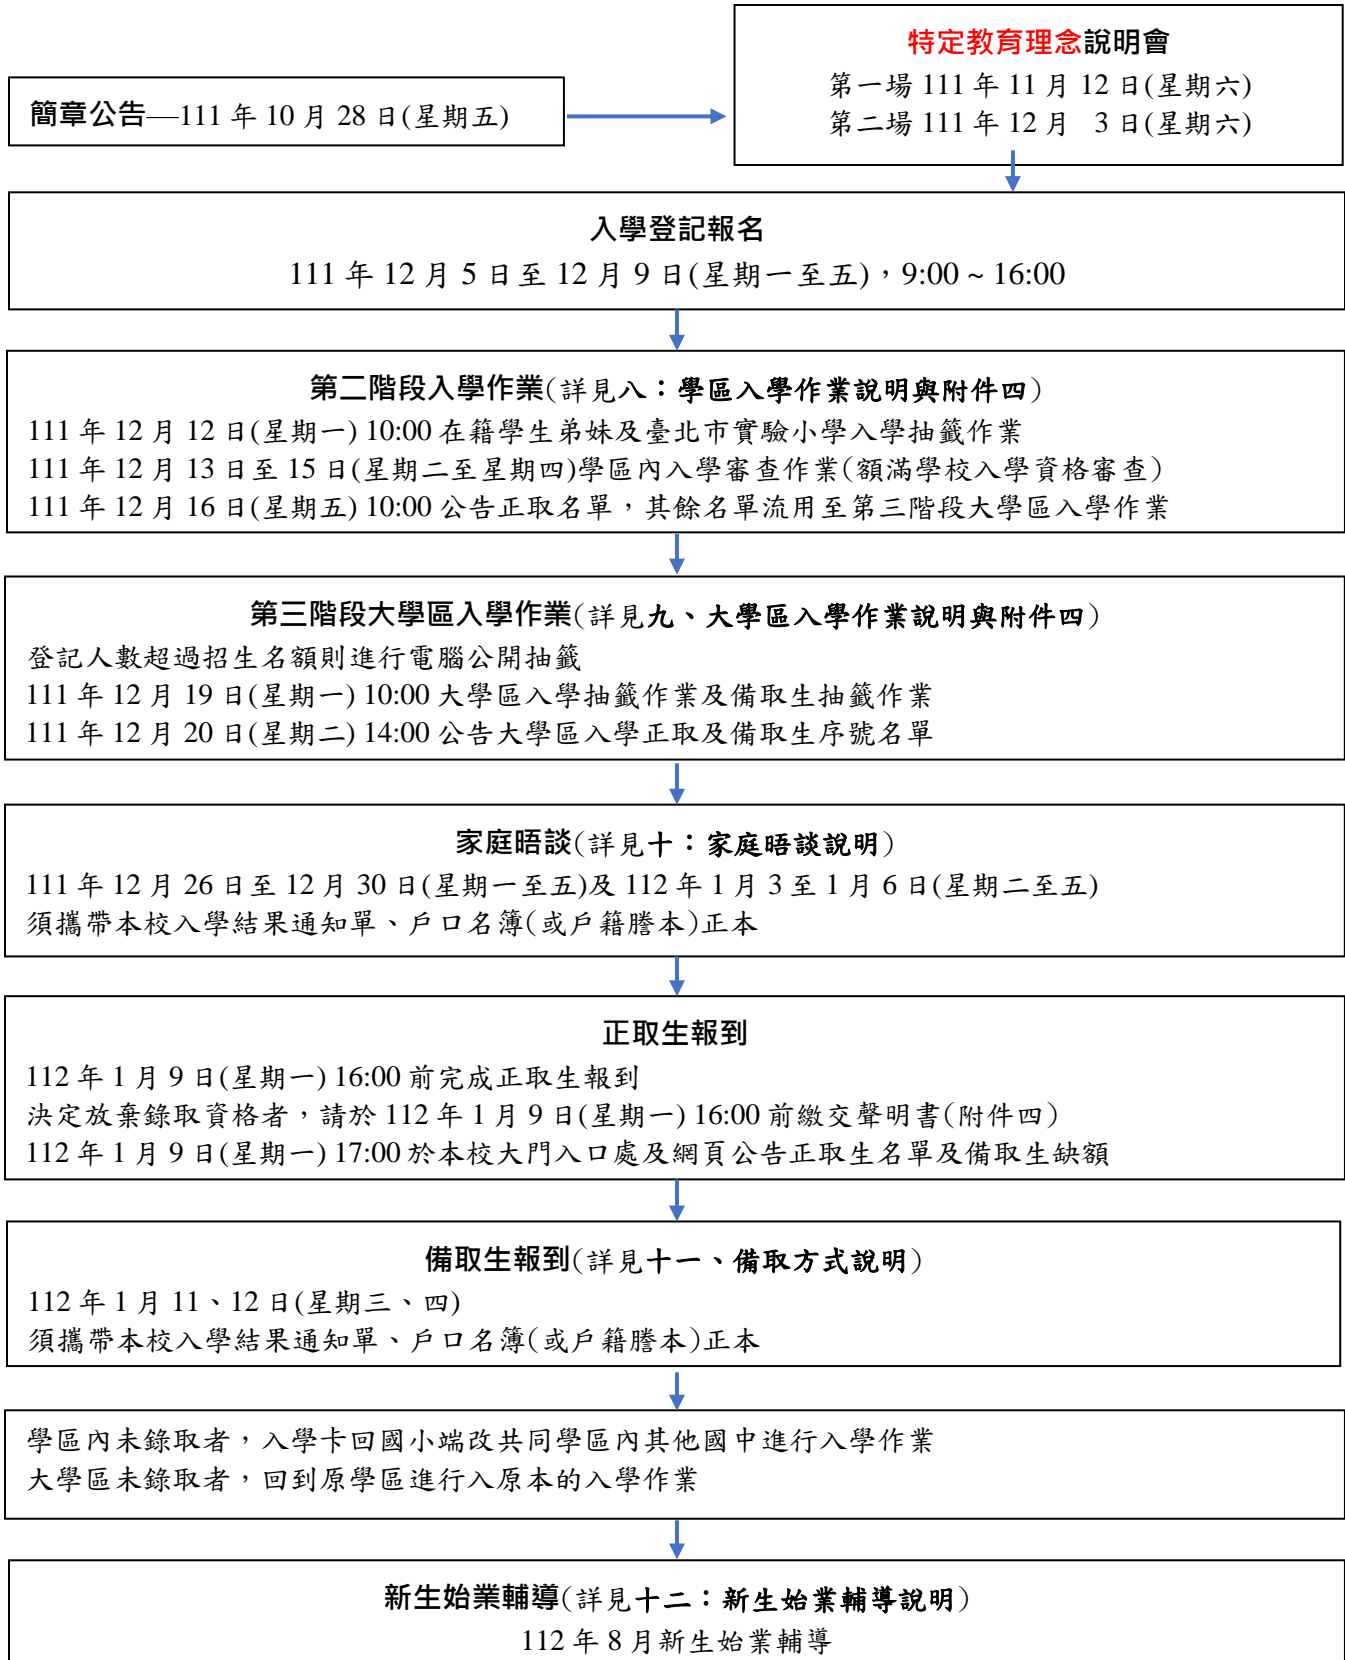 特定教育理念說明會
第一場 111 年 11 月 12 日(星期六)
第二場 111 年 12 月 3 日(星期六)
簡章公告—111 年 10 月 28 日(星期五)
入學登記報名
111 年 12 月 5 日至 12 月 9 日(星期一至五)，9:00 ~ 16:00
第二階段入學作業(詳見八：學區入學作業說明與附件四)
111 年 12 月 12 日(星期一) 10:00 在籍學生弟妹及臺北市實驗小學入學抽籤作業
111 年 12 月 13 日至 15 日(星期二至星期四)學區內入學審查作業(額滿學校入學資格審查)
111 年 12 月 16 日(星期五) 10:00 公告正取名單，其餘名單流用至第三階段大學區入學作業
第三階段大學區入學作業(詳見九、大學區入學作業說明與附件四)
登記人數超過招生名額則進行電腦公開抽籤
111 年 12 月 19 日(星期一) 10:00 大學區入學抽籤作業及備取生抽籤作業
111 年 12 月 20 日(星期二) 14:00 公告大學區入學正取及備取生序號名單
家庭晤談(詳見十：家庭晤談說明)
111 年 12 月 26 日至 12 月 30 日(星期一至五)及 112 年 1 月 3 至 1 月 6 日(星期二至五)
須攜帶本校入學結果通知單、戶口名簿(或戶籍謄本)正本
正取生報到
112 年 1 月 9 日(星期一) 16:00 前完成正取生報到
決定放棄錄取資格者，請於 112 年 1 月 9 日(星期一) 16:00 前繳交聲明書(附件四)
112 年 1 月 9 日(星期一) 17:00 於本校大門入口處及網頁公告正取生名單及備取生缺額
備取生報到(詳見十一、備取方式說明)
112 年 1 月 11、12 日(星期三、四)
須攜帶本校入學結果通知單、戶口名簿(或戶籍謄本)正本
學區內未錄取者，入學卡回國小端改共同學區內其他國中進行入學作業
大學區未錄取者，回到原學區進行入原本的入學作業
新生始業輔導(詳見十二：新生始業輔導說明)
112 年 8 月新生始業輔導